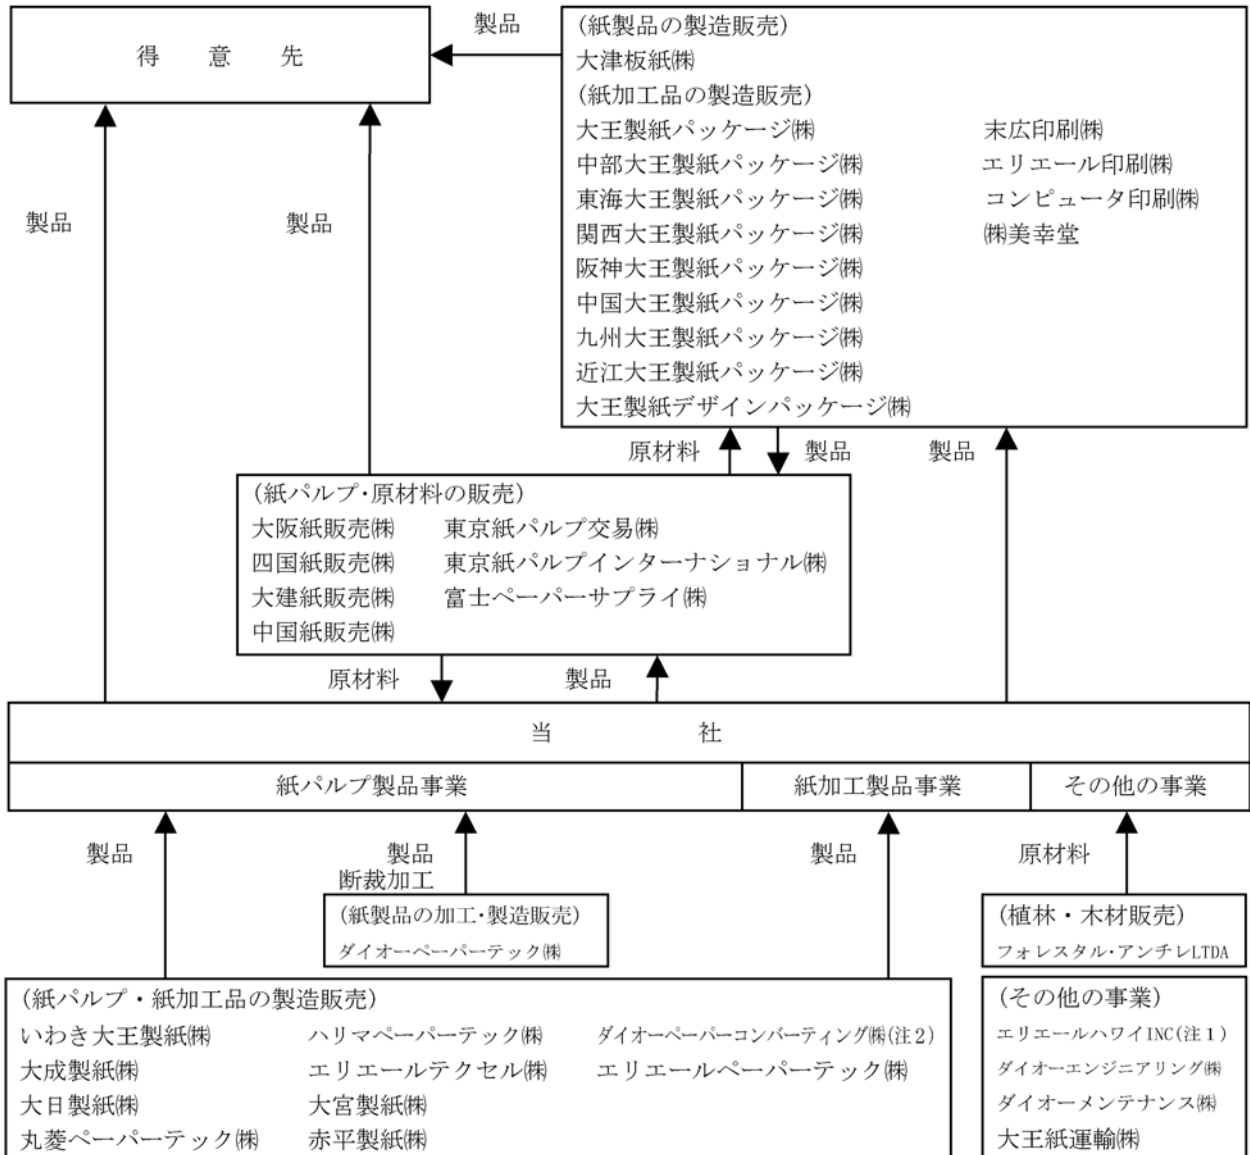 得意先
製品
(紙製品の製造販売)
大津板紙㈱
(紙加工品の製造販売)
大王製紙パッケージ㈱
中部大王製紙パッケージ㈱
東海大王製紙パッケージ㈱
関西大王製紙パッケージ㈱
阪神大王製紙パッケージ㈱
中国大王製紙パッケージ㈱
九州大王製紙パッケージ㈱
近江大王製紙パッケージ㈱
大王製紙デザインパッケージ㈱
末広印刷㈱
エリエール印刷㈱
コンピュータ印刷㈱
㈱美幸堂
製品
製品
原材料
製品
製品
(紙パルプ・原材料の販売)
大阪紙販売㈱
四国紙販売㈱
大建紙販売㈱
中国紙販売㈱
東京紙パルプ交易㈱
東京紙パルプインターナショナル㈱
富士ペーパーサプライ㈱
原材料
製品
当社
紙パルプ製品事業
紙加工製品事業
その他の事業
製品
製品
断裁加工
製品
原材料
(紙製品の加工・製造販売)
ダイオーペーパーテック㈱
(植林・木材販売)
フォレスタル・アンチレLTDA
(紙パルプ・紙加工品の製造販売)
いわき大王製紙㈱
大成製紙㈱
大日製紙㈱
丸菱ペーパーテック㈱
ハリマペーパーテック㈱
エリエールテクセル㈱
大宮製紙㈱
赤平製紙㈱
ダイオーペーパーコンバーティング㈱(注2)
エリエールペーパーテック㈱
(その他の事業)
エリエールハワイINC(注1)
ダイオーエンジニアリング㈱
ダイオーメンテナンス㈱
大王紙運輸㈱